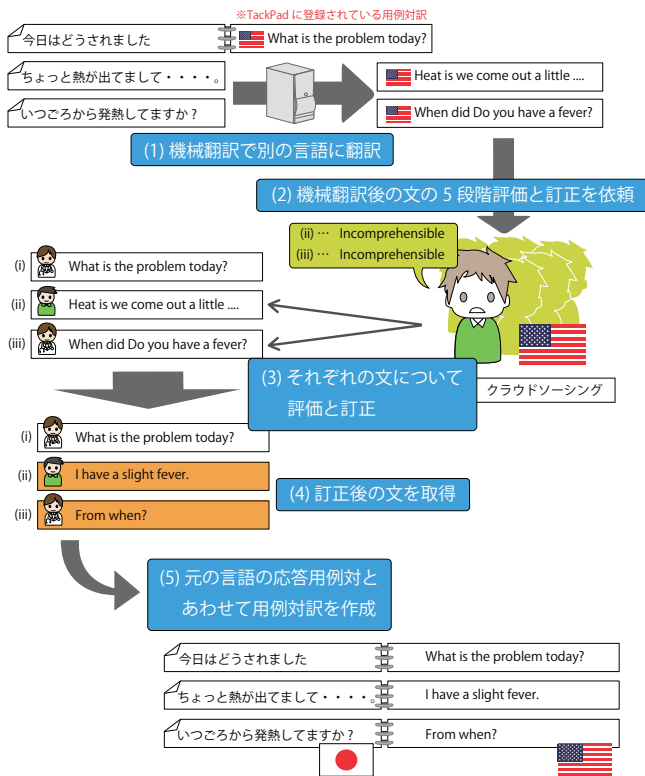 ※TackPad に登録されている用例対訳
今日はどうされました
What is the problem today?
ちょっと熱が出てまして・・・・。
Heat is we come out a little ....
いつごろから発熱してますか？
When did Do you have a fever?
(1) 機械翻訳で別の言語に翻訳
(2) 機械翻訳後の文の 5 段階評価と訂正を依頼
(ii) … Incomprehensible
(iii) … Incomprehensible
(i) What is the problem today?
(ii) Heat is we come out a little ....
(iii) When did Do you have a fever?
クラウドソーシング
(3) それぞれの文について
評価と訂正
(i) What is the problem today?
(ii) I have a slight fever.
(iii) From when?
(4) 訂正後の文を取得
(5) 元の言語の応答用例対と
あわせて用例対訳を作成
今日はどうされました
What is the problem today?
ちょっと熱が出てまして・・・・。
I have a slight fever.
いつごろから発熱してますか？
From when?